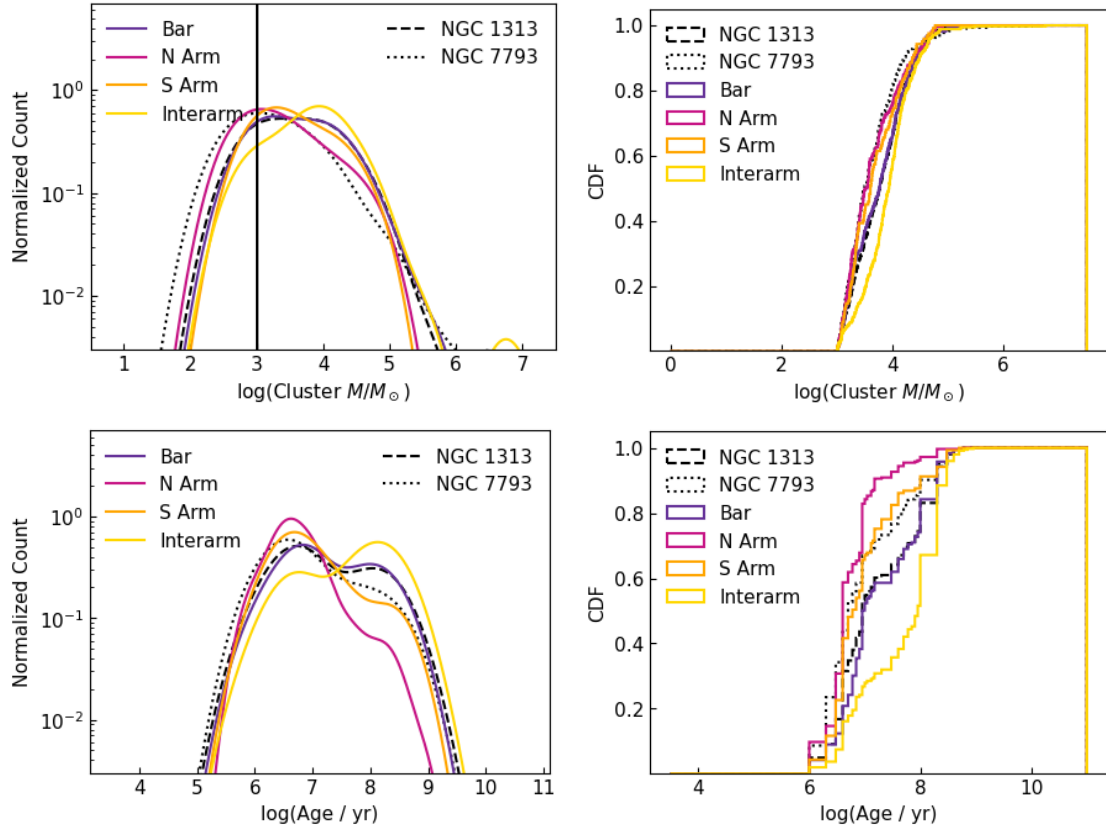 Bar
N Arm
S Arm
Interarm
NGC 1313
NGC 7793
Normalized Count
10⁰
10⁻¹
10⁻²
1 2 3 4 5 6 7
log(Cluster M/M⊙)
NGC 1313
NGC 7793
Bar
N Arm
S Arm
Interarm
CDF
1.0
0.8
0.6
0.4
0.2
0 2 4 6
log(Cluster M/M⊙)
Bar
N Arm
S Arm
Interarm
NGC 1313
NGC 7793
Normalized Count
10⁰
10⁻¹
10⁻²
4 5 6 7 8 9 10 11
log(Age / yr)
NGC 1313
NGC 7793
Bar
N Arm
S Arm
Interarm
CDF
1.0
0.8
0.6
0.4
0.2
4 6 8 10
log(Age / yr)